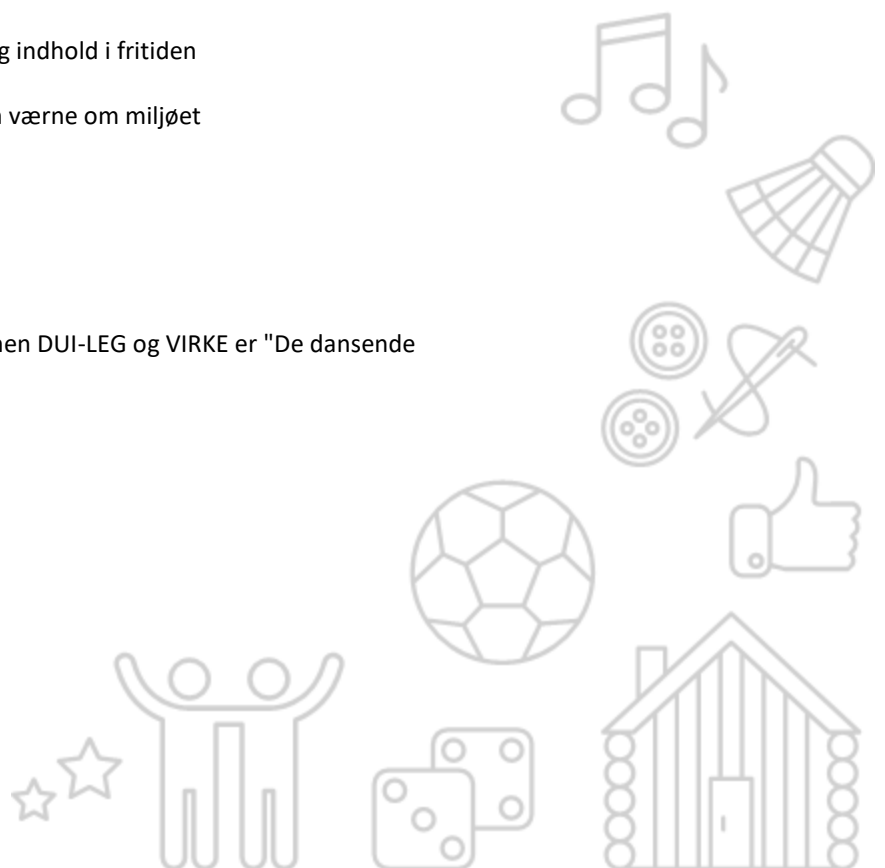 g indhold i fritiden
værne om miljøet
nen DUI-LEG og VIRKE er "De dansende